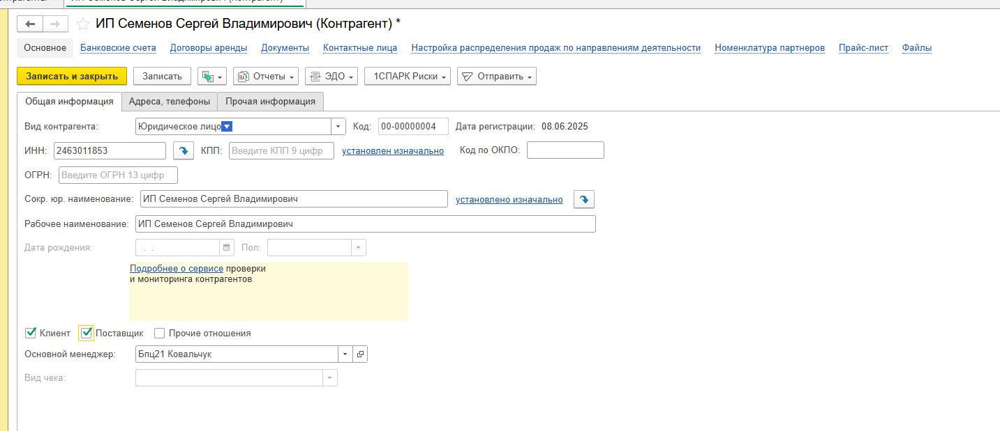 ИП Семенов Сергей Владимирович (Контрагент) *
Основное Банковские счета Договоры аренды Документы Контактные лица Настройка распределения продаж по направлениям деятельности Номенклатура партнеров Прайс-лист Файлы
Записать и закрыть Записать Отчеты ЭДО 1СПАРК Риски Отправить
Общая информация Адреса, телефоны Прочая информация
Вид контрагента: Юридическое лицо Код: 00-00000004 Дата регистрации: 08.06.2025
ИНН: 2463011853 КПП: Введите КПП 9 цифр установлен изначально Код по ОКПО:
ОГРН: Введите ОГРН 13 цифр
Сокр. юр. наименование: ИП Семенов Сергей Владимирович установлено изначально
Рабочее наименование: ИП Семенов Сергей Владимирович
Дата рождения: . . Пол:
Подробнее о сервисе проверки
и мониторинга контрагентов
Клиент Поставщик Прочие отношения
Основной менеджер: Бпц21 Ковальчук
Вид чека: